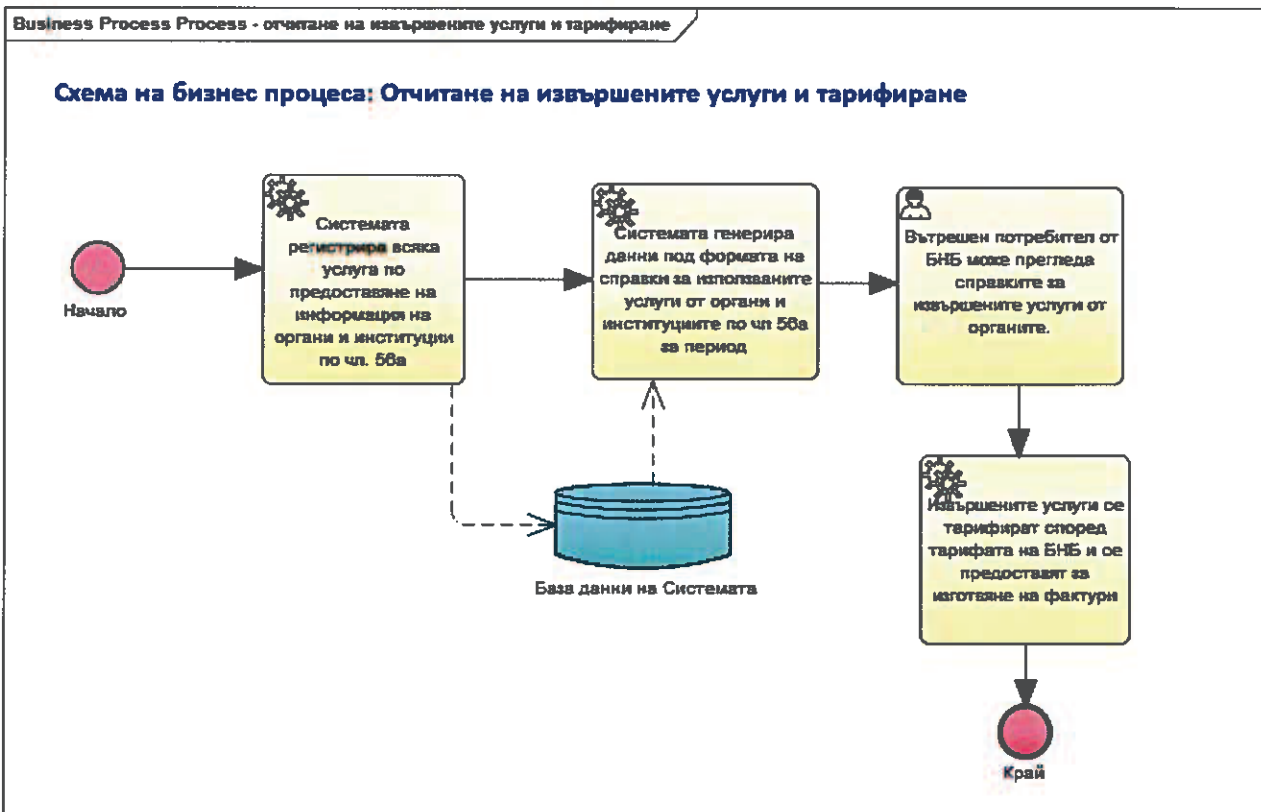 Business Process Process - отчитане на извършените услуги и тарифиране
Схема на бизнес процеса: Отчитане на извършените услуги и тарифиране
Начало
Системата
регистрира всяка
услуга по
предоставяне на
информация на
органи и институции
по чл. 56а
Системата генерира
данни под формата на
справки за използваните
услуги от органи и
институциите по чл 56а
за период
Вътрешен потребител от
БНБ може прегледа
справките за
извършените услуги от
органите.
База данни на Системата
Извършените услуги се
тарифират според
тарифата на БНБ и се
предоставят за
изготвяне на фактури
Край